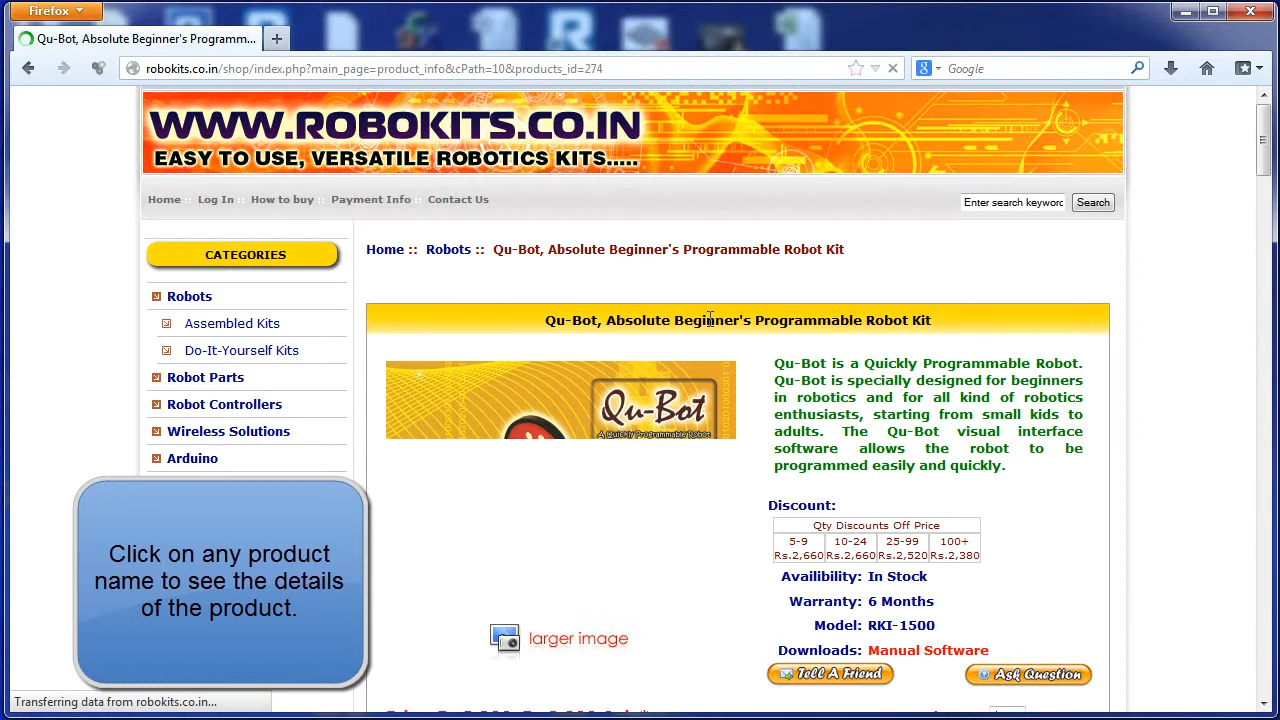 Firefox
Qu-Bot, Absolute Beginner's Programm...
robokits.co.in/shop/index.php?main_page=product_info&cPath=10&products_id=274
Google
WWW.ROBOKITS.CO.IN
EASY TO USE, VERSATILE ROBOTICS KITS.....
Home :: Log In :: How to buy :: Payment Info :: Contact Us
Enter search keyworc
Search
CATEGORIES
Robots
Assembled Kits
Do-It-Yourself Kits
Robot Parts
Robot Controllers
Wireless Solutions
Arduino
Home :: Robots :: Qu-Bot, Absolute Beginner's Programmable Robot Kit
Qu-Bot, Absolute Beginner's Programmable Robot Kit
Qu-Bot
A Quickly Programmable Robot
larger image
Qu-Bot is a Quickly Programmable Robot.
Qu-Bot is specially designed for beginners
in robotics and for all kind of robotics
enthusiasts, starting from small kids to
adults. The Qu-Bot visual interface
software allows the robot to be
programmed easily and quickly.
Discount:
Qty Discounts Off Price
5-9 10-24 25-99 100+
Rs.2,660 Rs.2,660 Rs.2,520 Rs.2,380
Availibility: In Stock
Warranty: 6 Months
Model: RKI-1500
Downloads: Manual Software
Tell A Friend
Ask Question
Click on any product
name to see the details
of the product.
Transferring data from robokits.co.in...